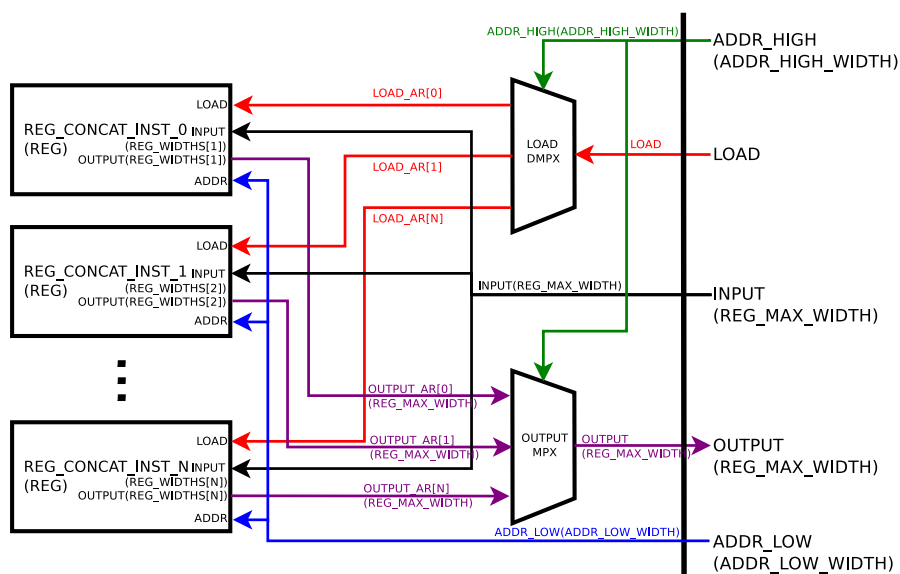 ADDR_HIGH(ADDR_HIGH_WIDTH)
ADDR_HIGH
(ADDR_HIGH_WIDTH)
LOAD
LOAD_AR[0]
REG_CONCAT_INST_0
(REG)
INPUT
(REG_WIDTHS[1])
OUTPUT(REG_WIDTHS[1])
ADDR
LOAD_AR[1]
LOAD
DMPX
LOAD
LOAD
LOAD_AR[N]
LOAD
REG_CONCAT_INST_1
(REG)
INPUT
(REG_WIDTHS[2])
OUTPUT(REG_WIDTHS[2])
ADDR
INPUT(REG_MAX_WIDTH)
INPUT
(REG_MAX_WIDTH)
OUTPUT_AR[0]
(REG_MAX_WIDTH)
LOAD
REG_CONCAT_INST_N
(REG)
INPUT
(REG_WIDTHS[N])
OUTPUT(REG_WIDTHS[N])
ADDR
OUTPUT_AR[1]
(REG_MAX_WIDTH)
OUTPUT_AR[N]
(REG_MAX_WIDTH)
OUTPUT
MPX
OUTPUT
(REG_MAX_WIDTH)
OUTPUT
(REG_MAX_WIDTH)
ADDR_LOW(ADDR_LOW_WIDTH)
ADDR_LOW
(ADDR_LOW_WIDTH)